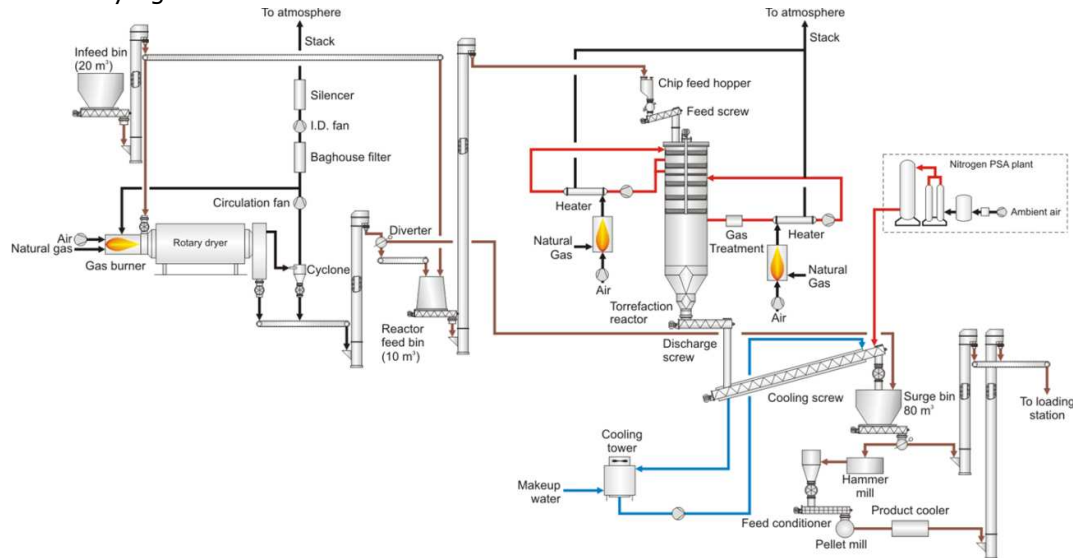 To atmosphere
Stack
Infeed bin
(20 m³)
Silencer
I.D. fan
Baghouse filter
Circulation fan
Air
Natural gas
Gas burner
Rotary dryer
Cyclone
Diverter
Reactor
feed bin
(10 m³)
To atmosphere
Stack
Chip feed hopper
Feed screw
Heater
Natural
Gas
Air
Gas
Treatment
Heater
Natural
Gas
Air
Torrefaction
reactor
Discharge
screw
Nitrogen PSA plant
Ambient air
Cooling screw
Surge bin
80 m³
To loading
station
Cooling
tower
Makeup
water
Hammer
mill
Feed conditioner
Product cooler
Pellet mill